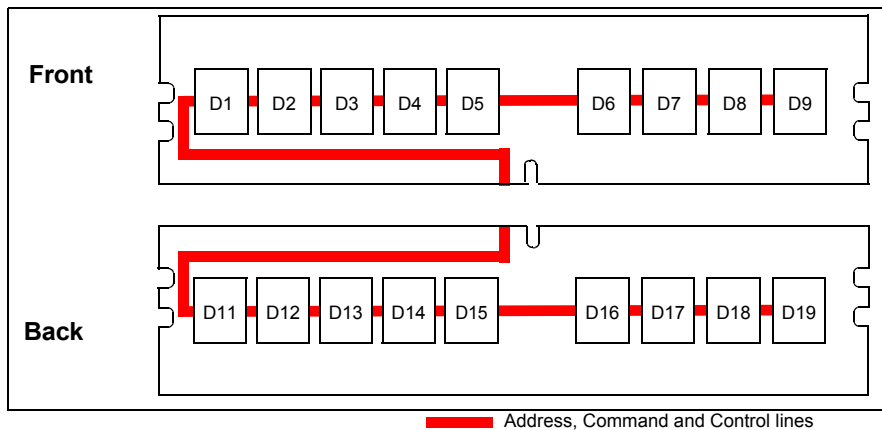 Front
D1 D2 D3 D4 D5 D6 D7 D8 D9
Back
D11 D12 D13 D14 D15 D16 D17 D18 D19
Address, Command and Control lines